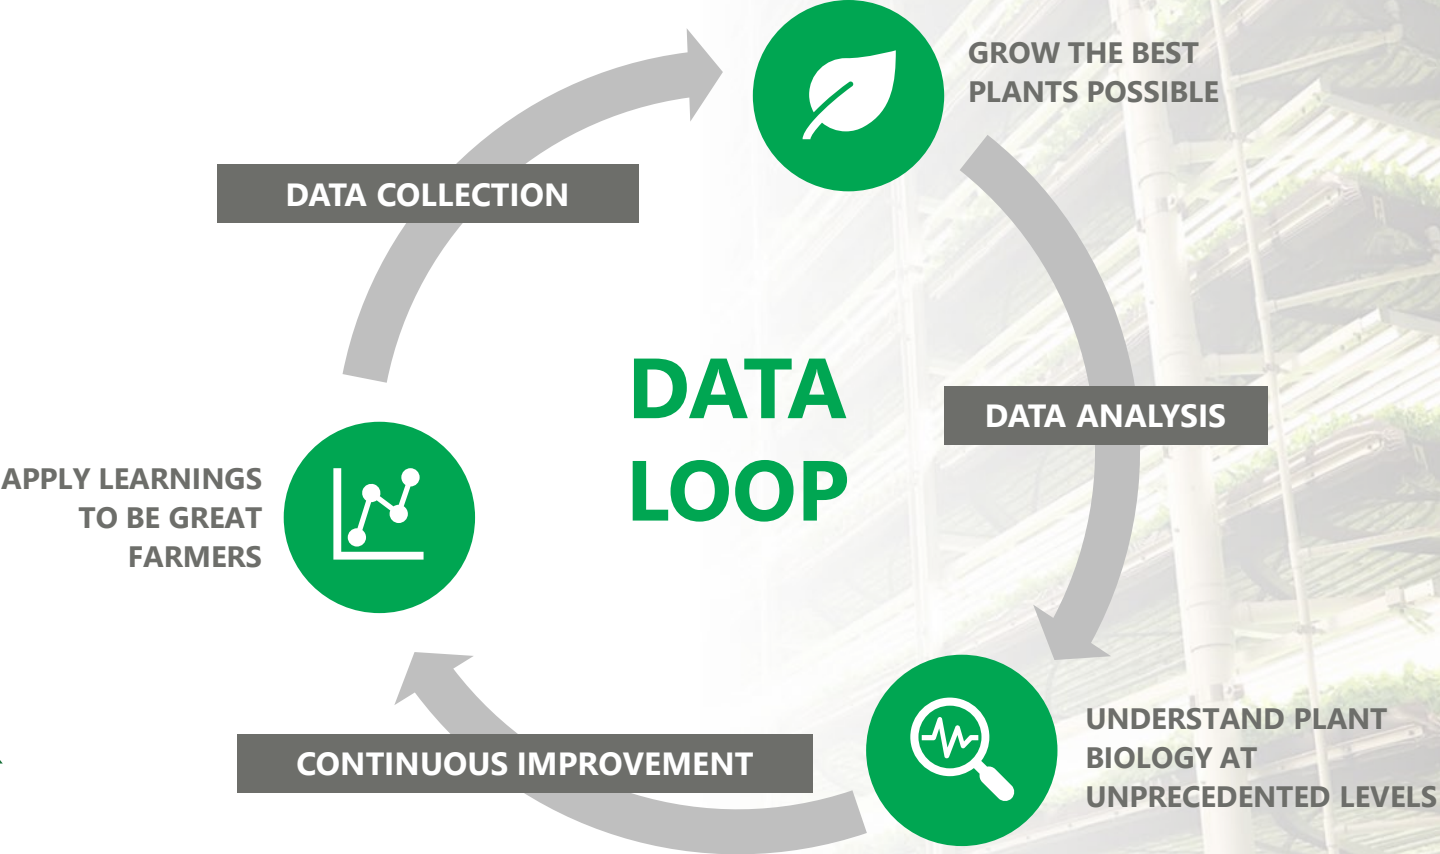 GROW THE BEST
PLANTS POSSIBLE
DATA COLLECTION
DATA
LOOP
DATA ANALYSIS
APPLY LEARNINGS
TO BE GREAT
FARMERS
UNDERSTAND PLANT
BIOLOGY AT
UNPRECEDENTED LEVELS
CONTINUOUS IMPROVEMENT